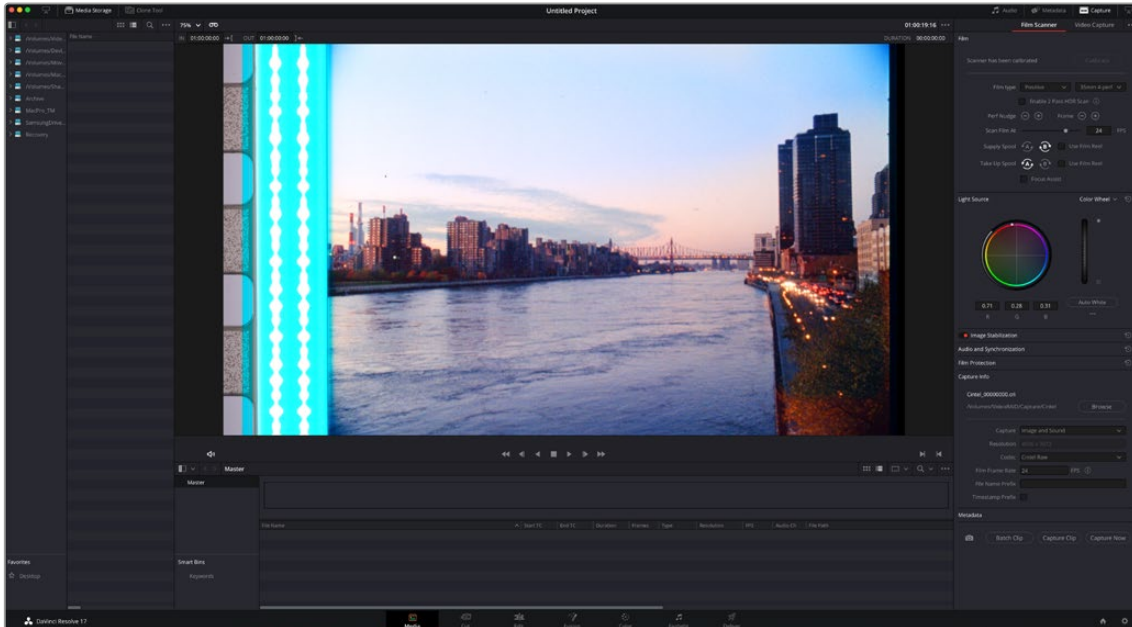 Media Storage
Clone Tool
Untitled Project
Audio
Metadata
Capture
75%
01:00:19:16
Film Scanner
Video Capture
File Name
IN 01:00:00:00
OUT 01:00:00:00
DURATION 00:00:00:00
Film
Scanner has been calibrated
Calibrate
Film type
Positive
35mm 4 perf
Enable 2 Pass HDR Scan
Perf Nudge
Frame
Start Film At
24
FPS
Supply Spool
A
B
Use Film Rest
Take Up Spool
A
B
Use Film Rest
Focus Assist
Archive
MedPro_TM
Recovery
Light Source
Color Wheel
0.71
0.28
0.31
R
G
B
Auto White
Image Stabilization
Audio and Synchronization
Film Protection
Capture Info
Cintel_00000000.cri
Browse
Capture
Image and Sound
Resolution
Codec
Cintel Raw
Film Frame Rate
24
FPS
File Name Prefix
Timestamp Prefix
Metadata
Batch Clip
Capture Clip
Capture Now
Master
Master
File Name
Start TC
End TC
Duration
Frames
Type
Resolution
FPS
Audio Ch
File Path
Favorites
Desktop
Smart Bins
Keywords
DaVinci Resolve 17
Media
Cut
Edit
Fusion
Color
Fairlight
Deliver